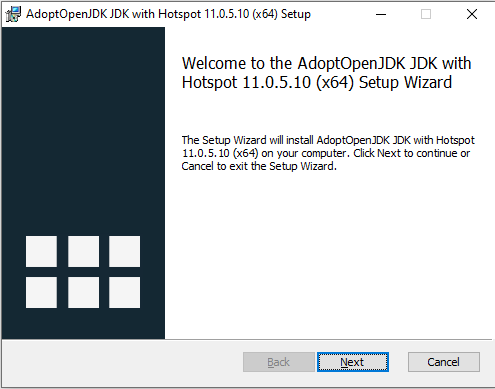 AdoptOpenJDK JDK with Hotspot 11.0.5.10 (x64) Setup
Welcome to the AdoptOpenJDK JDK with
Hotspot 11.0.5.10 (x64) Setup Wizard
The Setup Wizard will install AdoptOpenJDK JDK with Hotspot
11.0.5.10 (x64) on your computer. Click Next to continue or
Cancel to exit the Setup Wizard.
Back Next Cancel